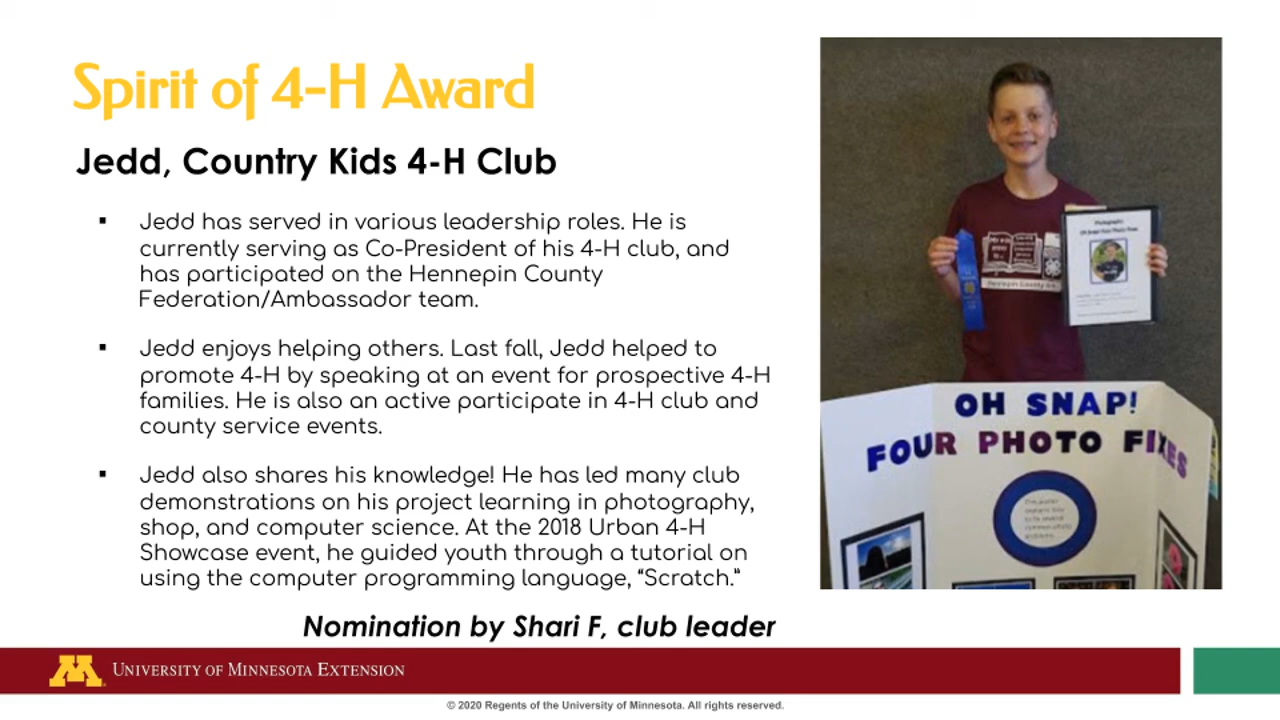 Spirit of 4-H Award
Jedd, Country Kids 4-H Club
▪ Jedd has served in various leadership roles. He is
currently serving as Co-President of his 4-H club, and
has participated on the Hennepin County
Federation/Ambassador team.
▪ Jedd enjoys helping others. Last fall, Jedd helped to
promote 4-H by speaking at an event for prospective 4-H
families. He is also an active participate in 4-H club and
county service events.
▪ Jedd also shares his knowledge! He has led many club
demonstrations on his project learning in photography,
shop, and computer science. At the 2018 Urban 4-H
Showcase event, he guided youth through a tutorial on
using the computer programming language, “Scratch.”
Nomination by Shari F, club leader
Photography
Hennepin County
OH SNAP!
FOUR PHOTO FIXES
UNIVERSITY OF MINNESOTA EXTENSION
© 2020 Regents of the University of Minnesota. All rights reserved.